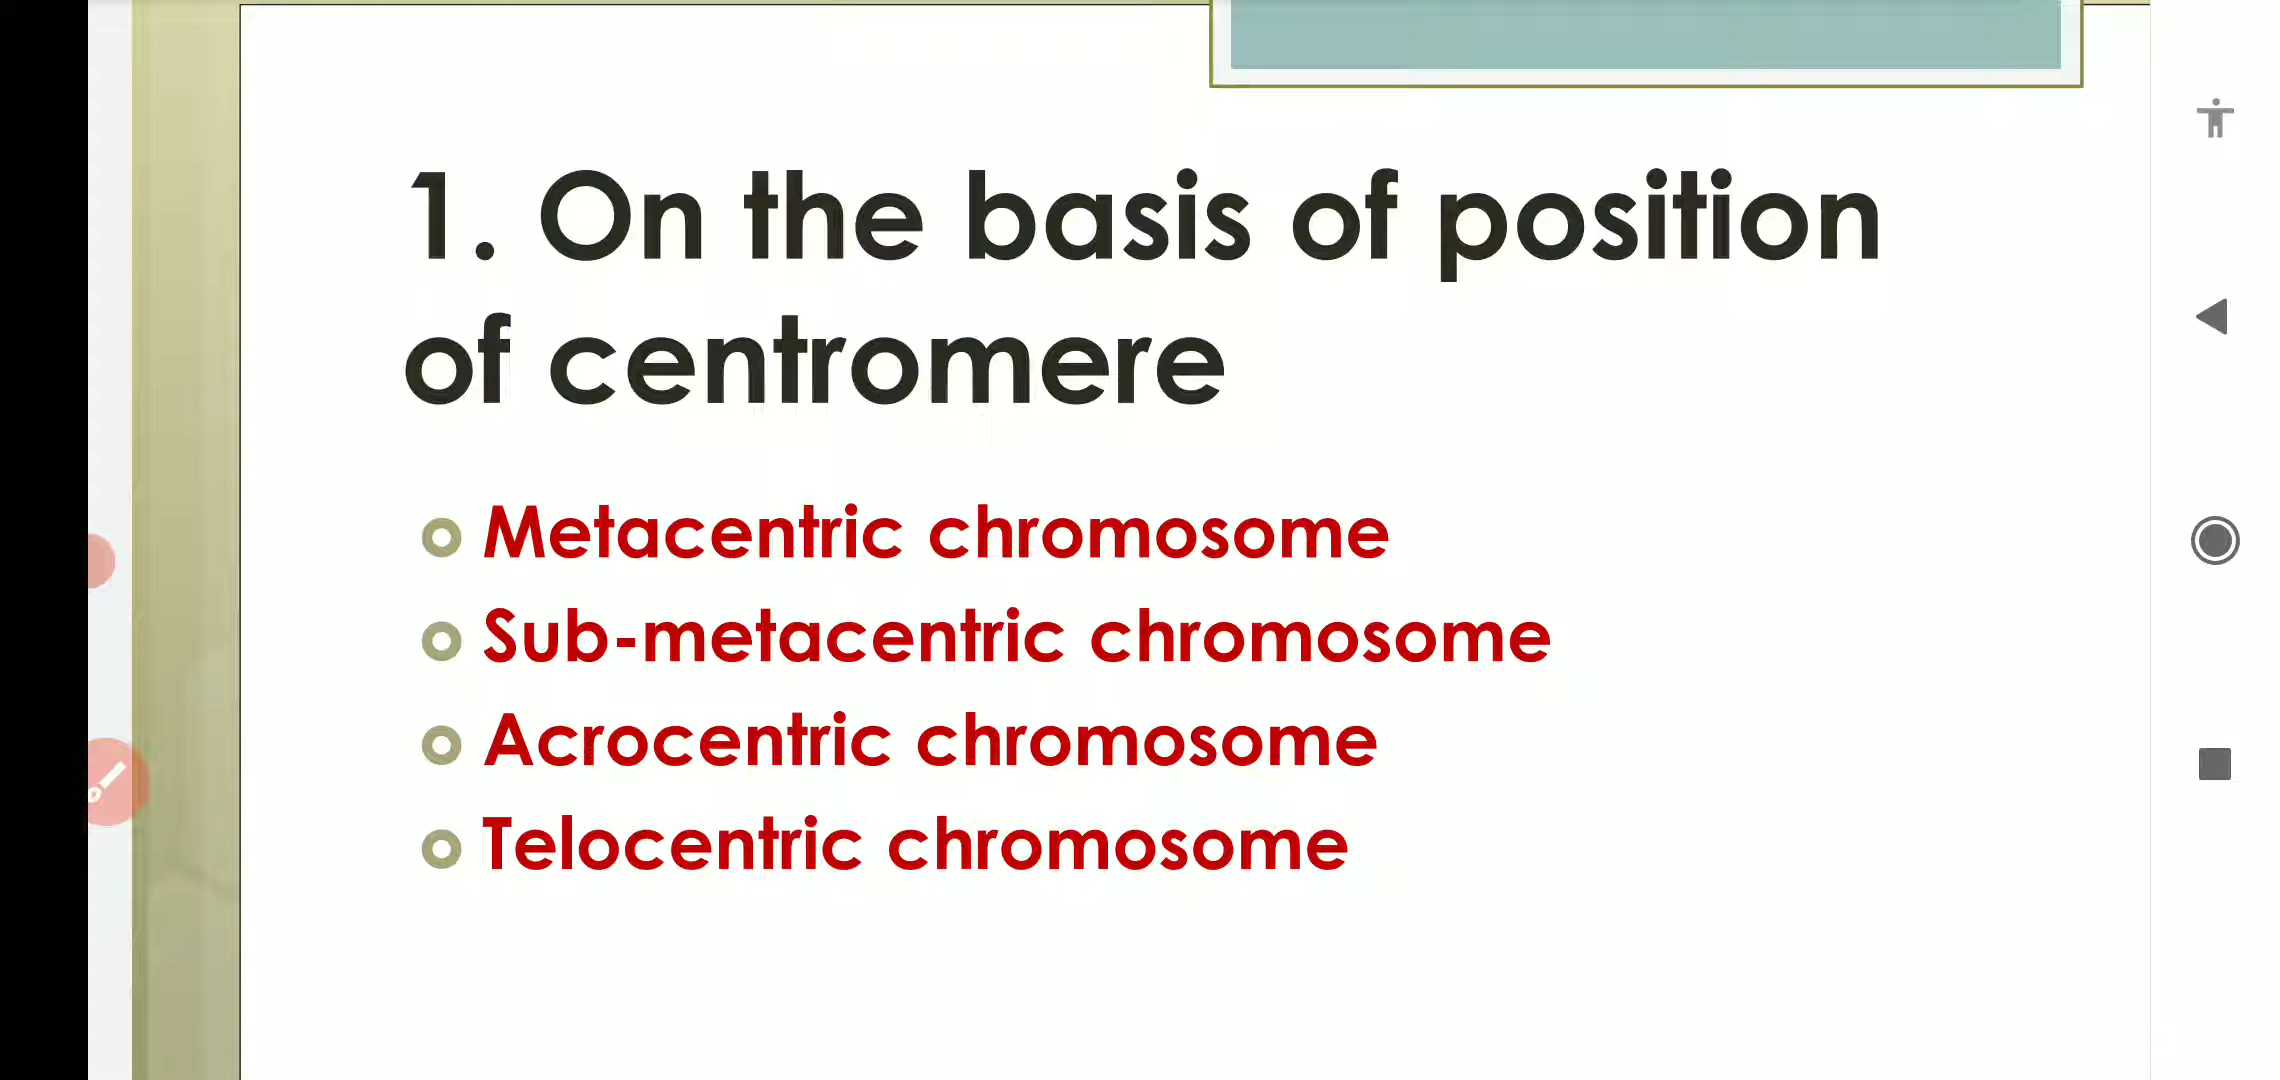 1. On the basis of position
of centromere
Metacentric chromosome
Sub-metacentric chromosome
Acrocentric chromosome
Telocentric chromosome